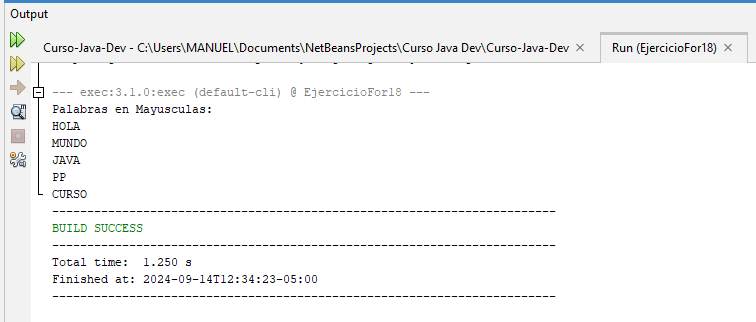 Output
Curso-Java-Dev - C:\Users\MANUEL\Documents\NetBeansProjects\Curso Java Dev\Curso-Java-Dev × Run (EjercicioFor18) ×
--- exec:3.1.0:exec (default-cli) @ EjercicioFor18 ---
Palabras en Mayusculas:
HOLA
MUNDO
JAVA
PP
CURSO
------------------------------------------------------------------------
BUILD SUCCESS
------------------------------------------------------------------------
Total time:  1.250 s
Finished at: 2024-09-14T12:34:23-05:00
------------------------------------------------------------------------